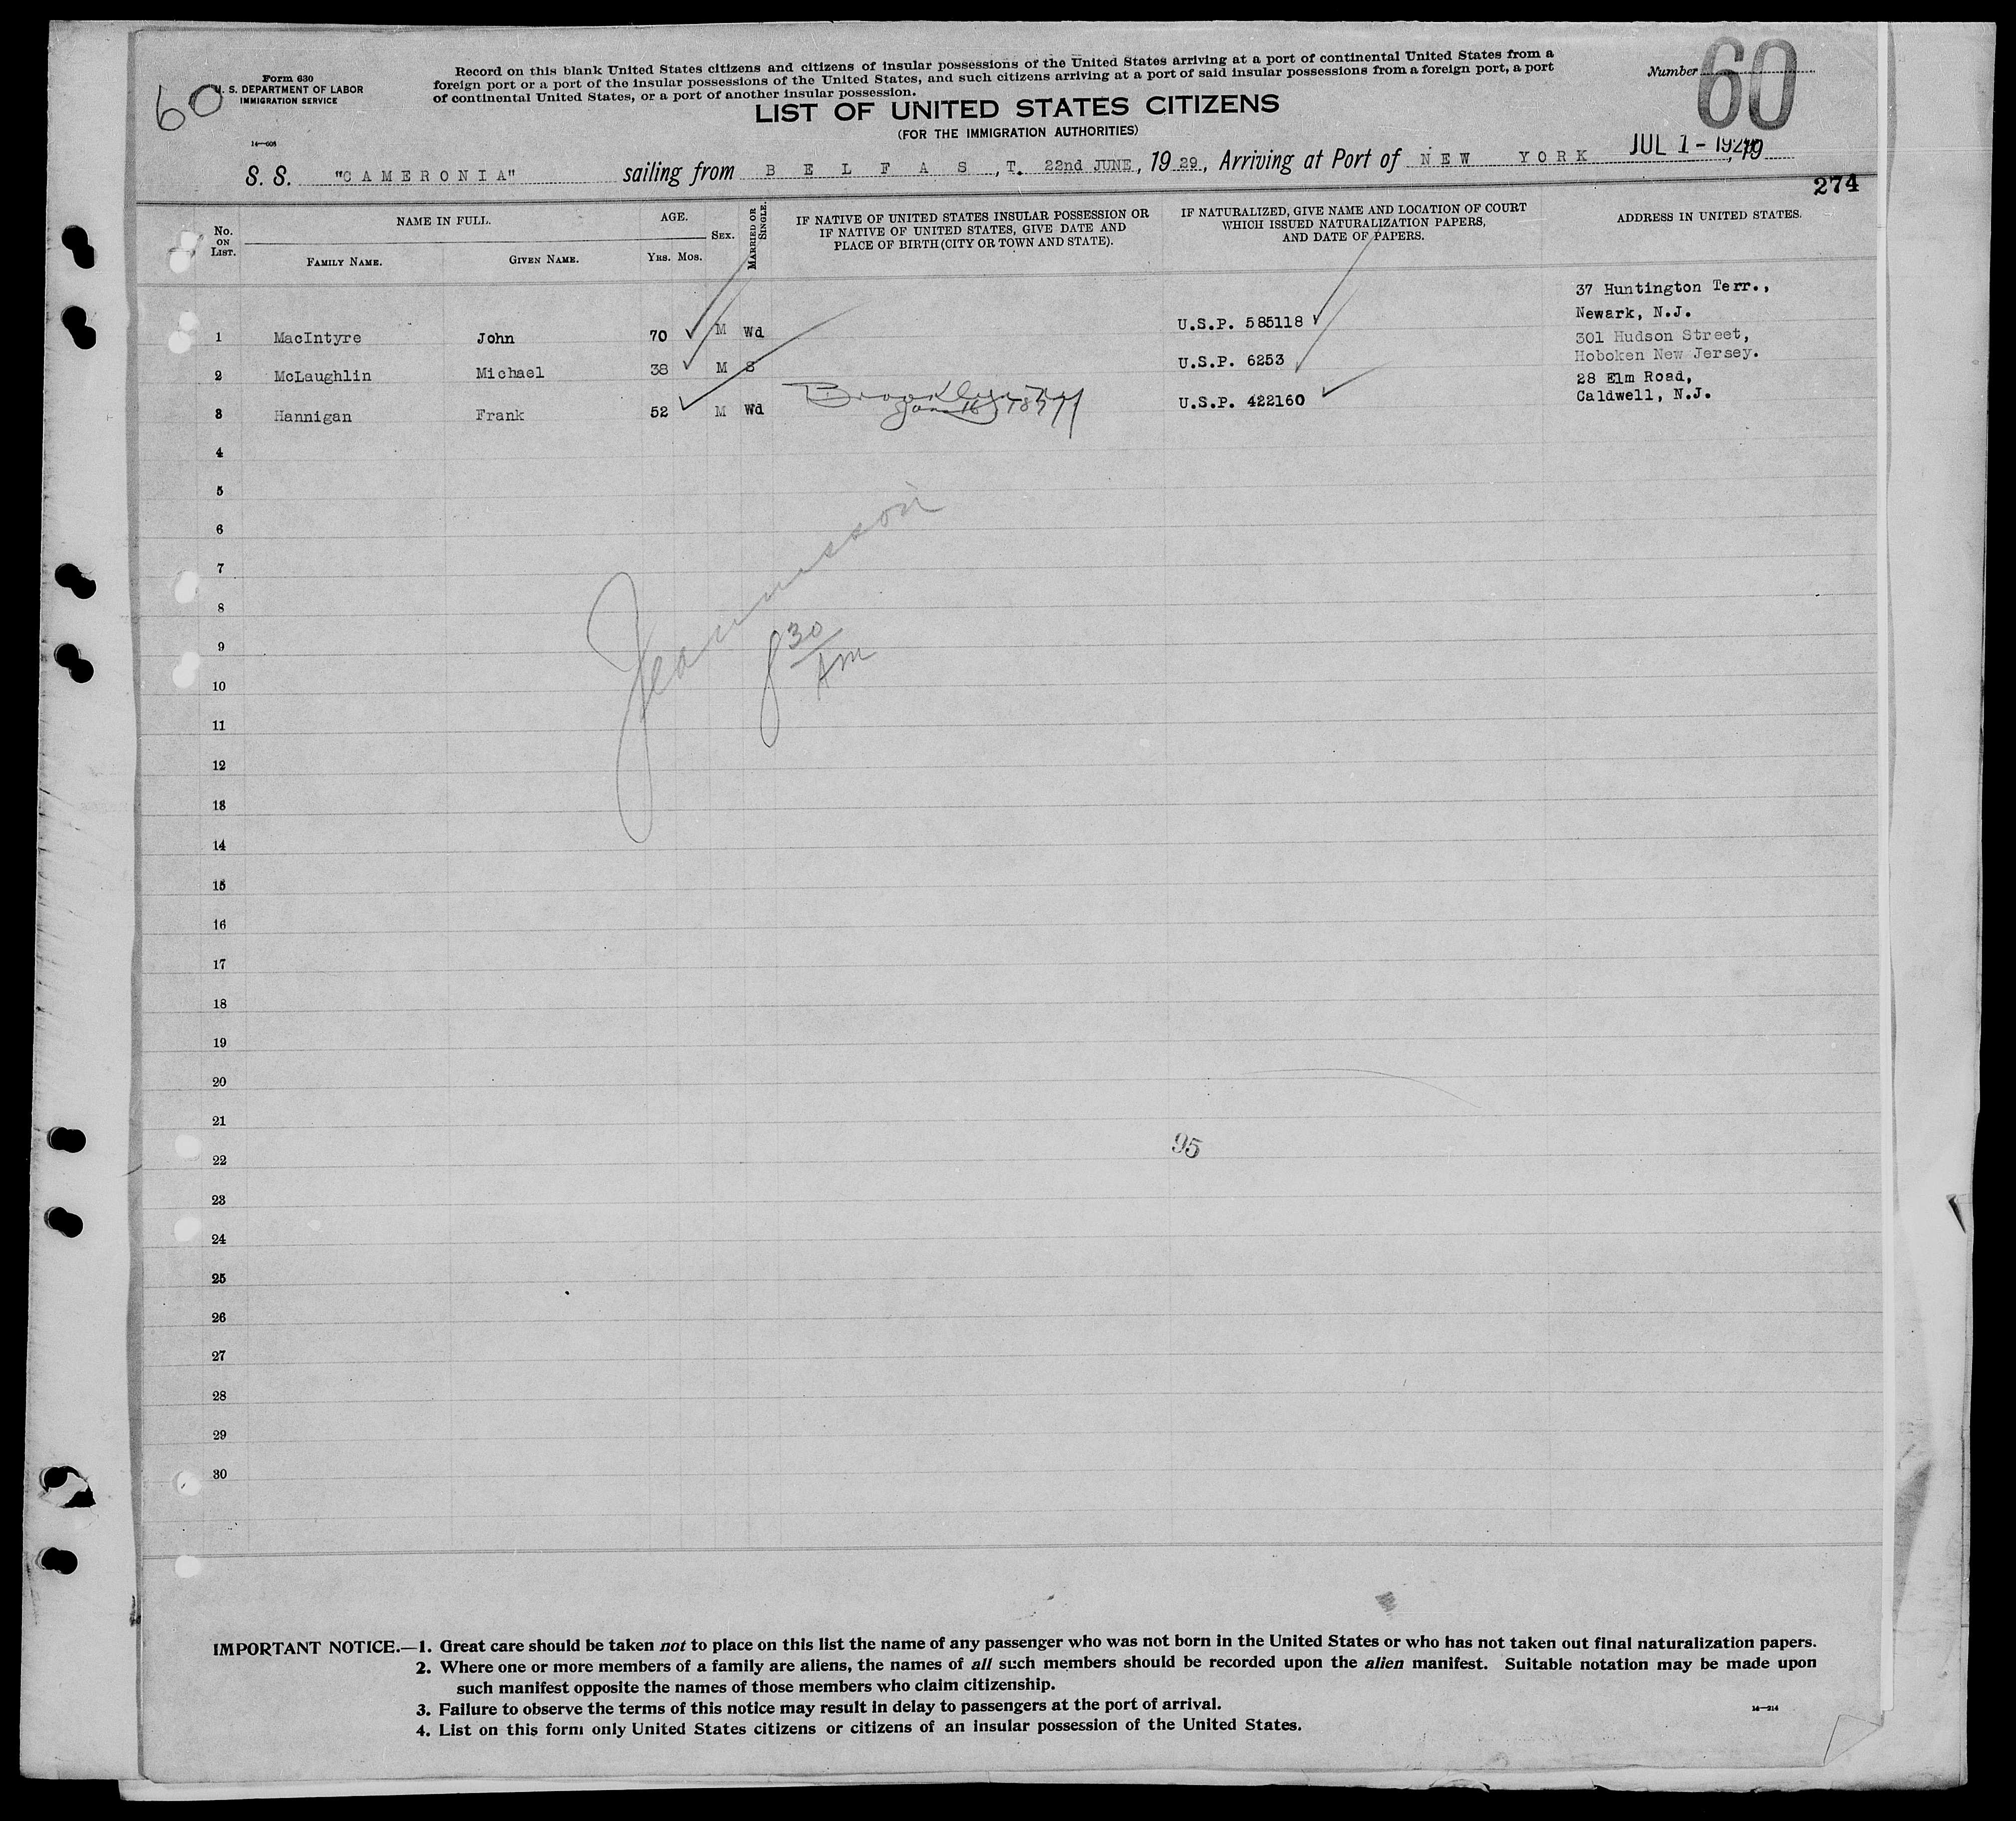 60
Form 630
U. S. DEPARTMENT OF LABOR
IMMIGRATION SERVICE
14—608
Record on this blank United States citizens and citizens of insular possessions of the United States arriving at a port of continental United States from a
foreign port or a port of the insular possessions of the United States, and such citizens arriving at a port of said insular possessions from a foreign port, a port
of continental United States, or a port of another insular possession.
Number 60
LIST OF UNITED STATES CITIZENS
(FOR THE IMMIGRATION AUTHORITIES)
S. S. "CAMERONIA" sailing from BELFAST, 22nd JUNE, 19 29, Arriving at Port of NEW YORK JUL 1 - 1929, 19
274
No. ON LIST. NAME IN FULL. AGE. SEX. MARRIED OR SINGLE. IF NATIVE OF UNITED STATES INSULAR POSSESSION OR IF NATIVE OF UNITED STATES, GIVE DATE AND PLACE OF BIRTH (CITY OR TOWN AND STATE). IF NATURALIZED, GIVE NAME AND LOCATION OF COURT WHICH ISSUED NATURALIZATION PAPERS, AND DATE OF PAPERS. ADDRESS IN UNITED STATES.
FAMILY NAME. GIVEN NAME. YRS. MOS.
37 Huntington Terr.,
1 MacIntyre John 70 M Wd U.S.P. 585118 Newark, N.J.
301 Hudson Street,
2 McLaughlin Michael 38 M S U.S.P. 6253 Hoboken New Jersey.
28 Elm Road,
3 Hannigan Frank 52 M Wd Brooklyn NY Jan 16 1877 U.S.P. 422160 Caldwell, N.J.
4
5
6
7
8
9
10
11
12
13
14
15
16
17
18
19
20
21
22
23
24
25
26
27
28
29
30
8 30 AM
95
IMPORTANT NOTICE.—1. Great care should be taken not to place on this list the name of any passenger who was not born in the United States or who has not taken out final naturalization papers.
2. Where one or more members of a family are aliens, the names of all such members should be recorded upon the alien manifest. Suitable notation may be made upon
such manifest opposite the names of those members who claim citizenship.
3. Failure to observe the terms of this notice may result in delay to passengers at the port of arrival.
4. List on this form only United States citizens or citizens of an insular possession of the United States.
14—214